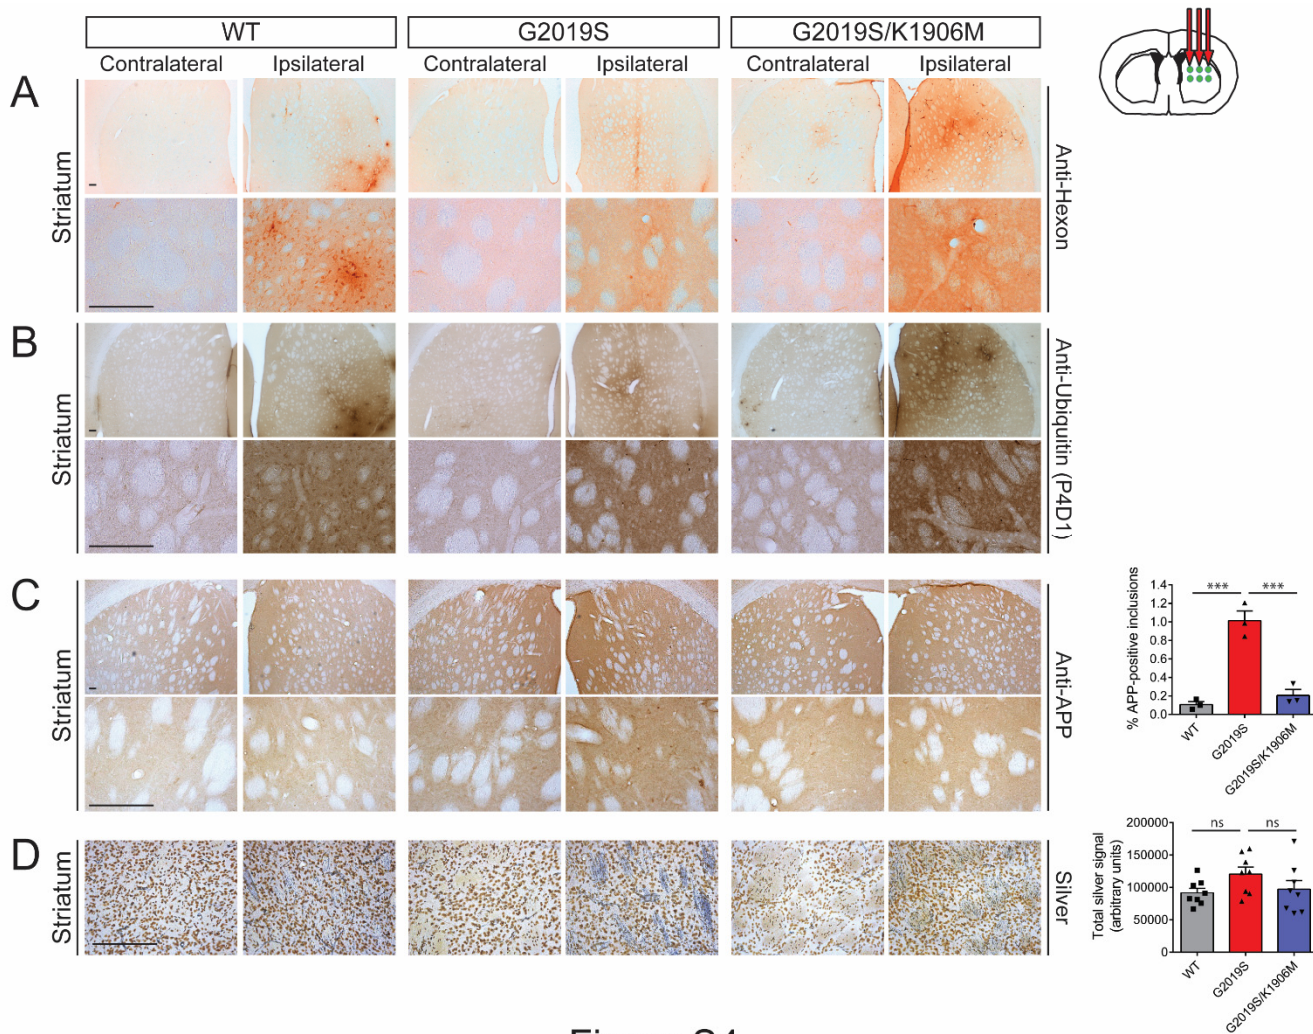 WT G2019S G2019S/K1906M
Contralateral Ipsilateral Contralateral Ipsilateral Contralateral Ipsilateral
A
Striatum
Anti-Hexon
B
Striatum
Anti-Ubiquitin (P4D1)
C
Striatum
Anti-APP
% APP-positive inclusions
1.4
1.2
1.0
0.8
0.6
0.4
0.2
0.0
*** ***
WT
G2019S
G2019S/K1906M
D
Striatum
Silver
Total silver signal
(arbitrary units)
200000
150000
100000
50000
0
ns ns
WT
G2019S
G2019S/K1906M